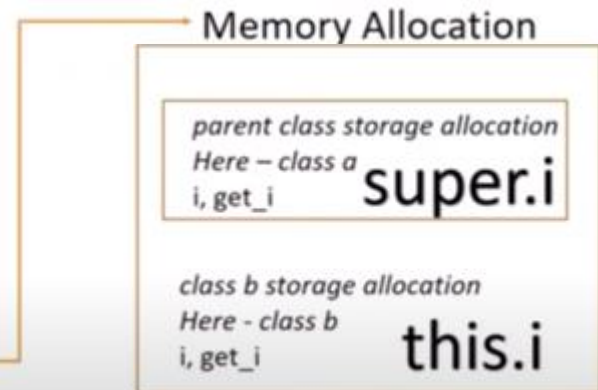 Memory Allocation
parent class storage allocation
Here – class a
super.i
i, get_i
class b storage allocation
Here - class b
this.i
i, get_i